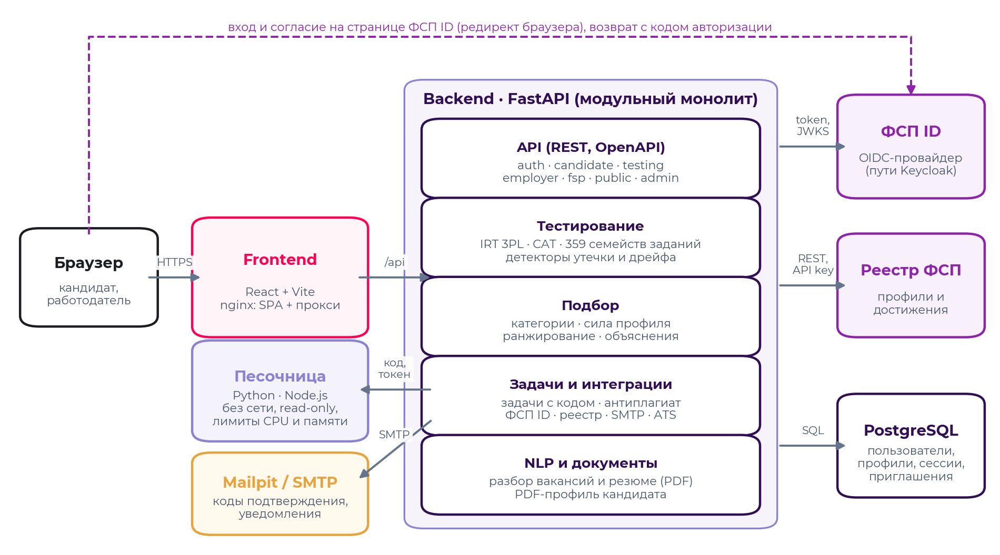 вход и согласие на странице ФСП ID (редирект браузера), возврат с кодом авторизации
Браузер
кандидат,
работодатель
HTTPS
Frontend
React + Vite
nginx: SPA + прокси
/api
Песочница
Python · Node.js
без сети, read-only,
лимиты CPU и памяти
код,
токен
Mailpit / SMTP
коды подтверждения,
уведомления
SMTP
Backend · FastAPI (модульный монолит)
API (REST, OpenAPI)
auth · candidate · testing
employer · fsp · public · admin
Тестирование
IRT 3PL · CAT · 359 семейств заданий
детекторы утечки и дрейфа
Подбор
категории · сила профиля
ранжирование · объяснения
Задачи и интеграции
задачи с кодом · антиплагиат
ФСП ID · реестр · SMTP · ATS
NLP и документы
разбор вакансий и резюме (PDF)
PDF-профиль кандидата
token,
JWKS
ФСП ID
OIDC-провайдер
(пути Keycloak)
REST,
API key
Реестр ФСП
профили и
достижения
SQL
PostgreSQL
пользователи,
профили, сессии,
приглашения